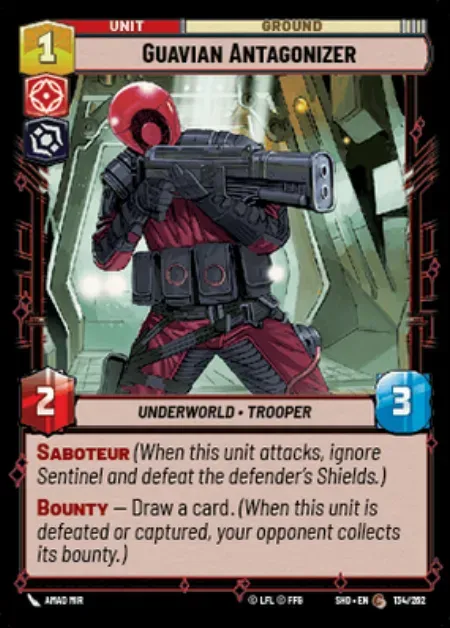 UNIT
GROUND
1
GUAVIAN ANTAGONIZER
2
UNDERWORLD • TROOPER
3
SABOTEUR (When this unit attacks, ignore
Sentinel and defeat the defender's Shields.)
BOUNTY — Draw a card. (When this unit is
defeated or captured, your opponent collects
its bounty.)
AMAD MIR
© LFL © FFG
SHD • EN
134/262